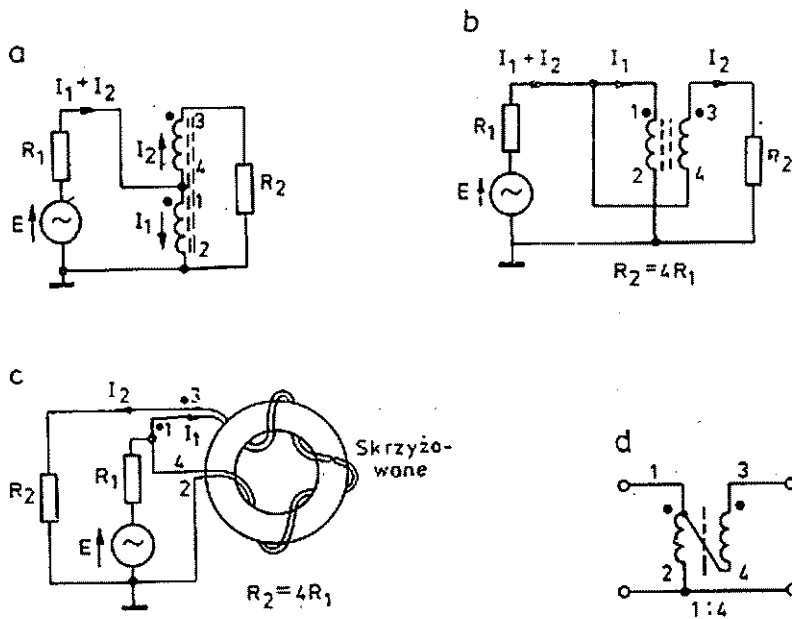 a
I₁ + I₂
R₁
E
~
3
I₂
4
1
I₁
2
R₂
b
I₁ + I₂
I₁
I₂
R₁
E
~
1
3
2
4
R₂
R₂ = 4R₁
c
I₂
3
1
I₁
4
2
R₂
R₁
E
~
Skrzyżo-
wane
R₂ = 4R₁
d
1
3
2
4
1:4